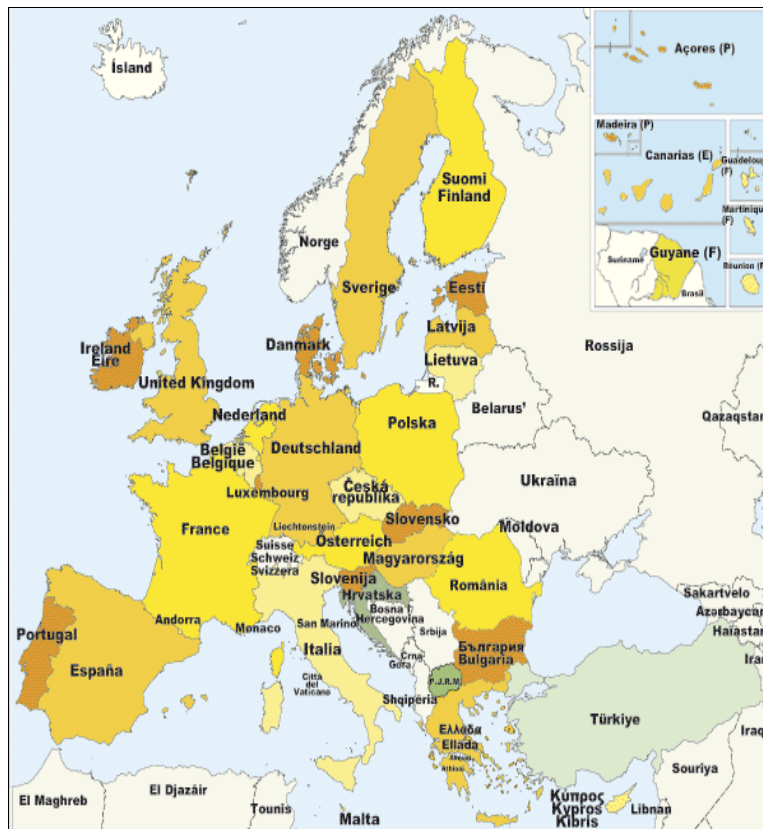 Ísland
Açores (P)
Madeira (P)
Canarias (E)
Guadeloupe
(F)
Martinique
(F)
Suomi
Finland
Norge
Guyane (F)
Suriname
Réunion (F)
Brasil
Sverige
Eesti
Danmark
Latvija
Ireland
Éire
Lietuva
Rossija
R.
United Kingdom
Belarus'
Nederland
Polska
Qazaqstan
België
Belgique
Deutschland
Ukraïna
Česká
republika
Luxembourg
Slovensko
France
Liechtenstein
Moldova
Österreich
Suisse
Schweiz
Svizzera
Magyarország
Slovenija
România
Hrvatska
Sakartvelo
Bosna i
Hercegovina
Azərbaycan
Andorra
Monaco
San Marino
Srbija
Haïastan
Portugal
България
Bulgaria
Italia
Crna
Gora
España
Iran
P.J.R.M.
Città
del
Vaticano
Shqipëria
Türkiye
Iraq
Ελλάδα
Ellada
Souriya
El Maghreb
El Djazâir
Tounis
Malta
Κύπρος
Kypros
Kibris
Libnan